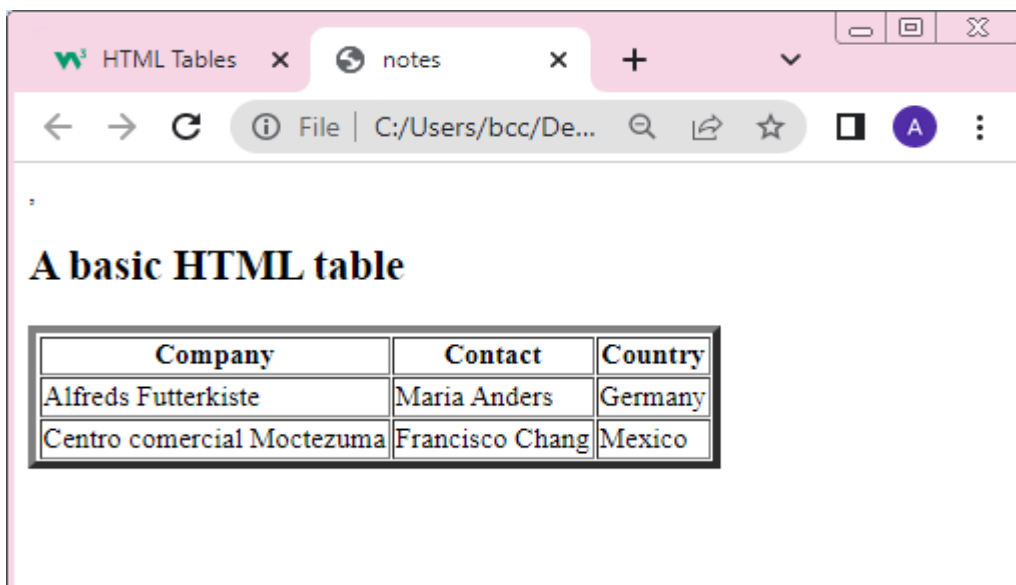 HTML Tables notes
File C:/Users/bcc/De... A
,
A basic HTML table
Company Contact Country
Alfreds Futterkiste Maria Anders Germany
Centro comercial Moctezuma Francisco Chang Mexico